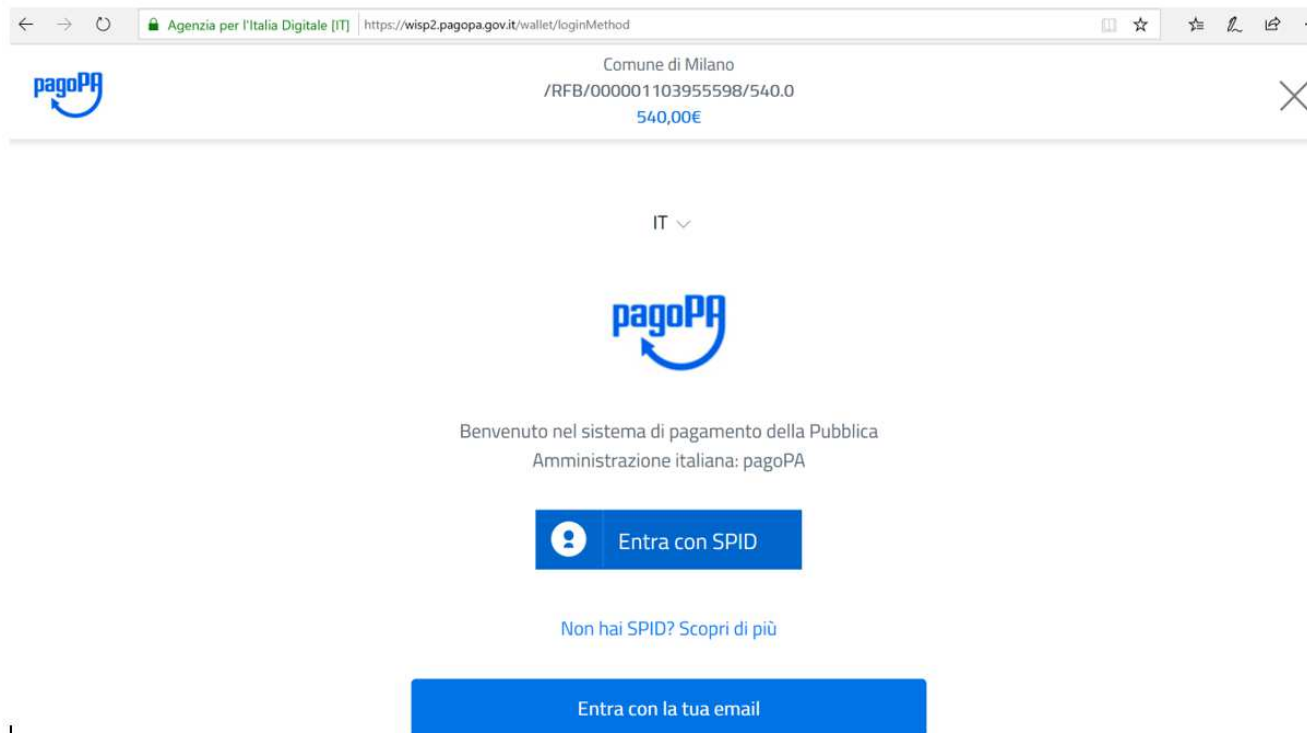 Agenzia per l'Italia Digitale [IT] https://wisp2.pagopa.gov.it/wallet/loginMethod
pagoPA
Comune di Milano
/RFB/000001103955598/540.0
540,00€
IT
pagoPA
Benvenuto nel sistema di pagamento della Pubblica
Amministrazione italiana: pagoPA
Entra con SPID
Non hai SPID? Scopri di più
Entra con la tua email